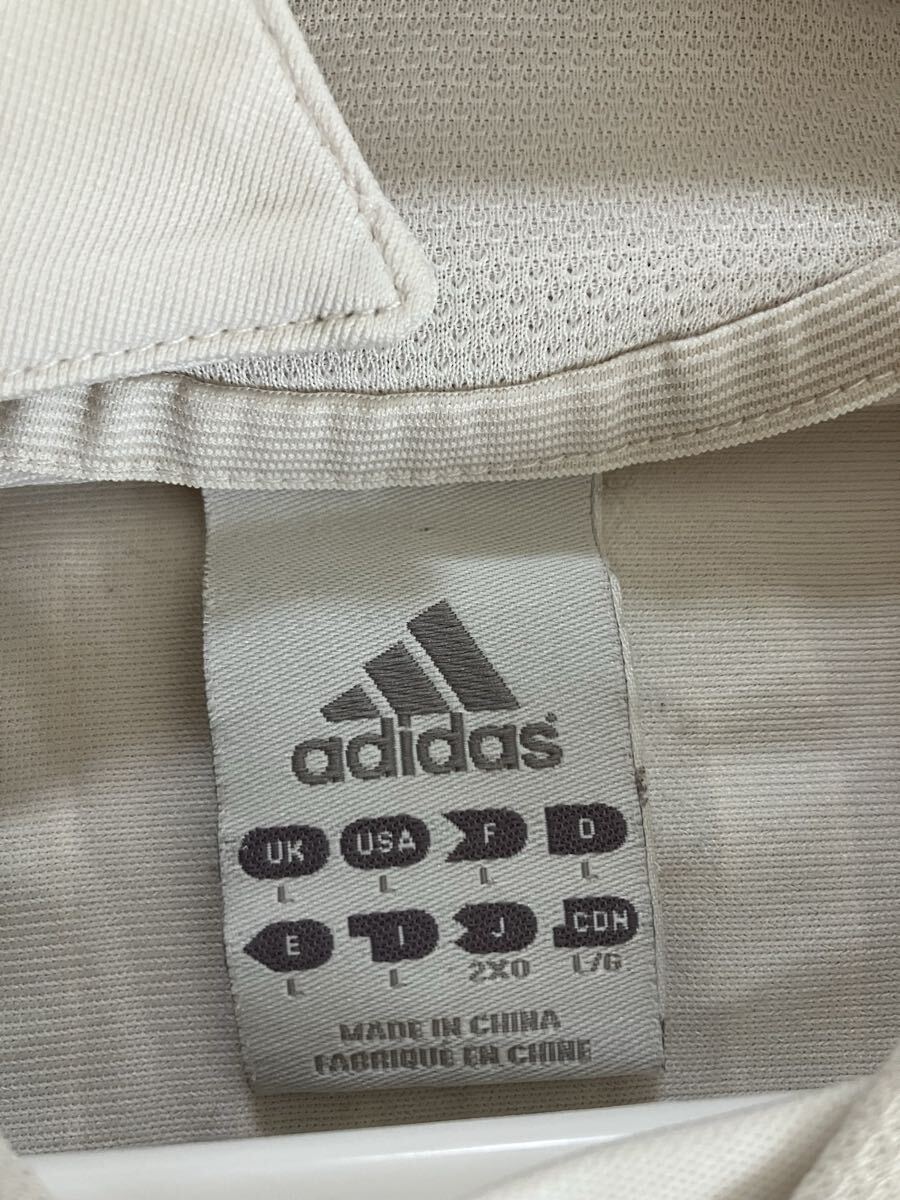 adidas
UK USA F D
L L L L
E I J CDN
L L 2XO L/G
MADE IN CHINA
FABRIQUÉ EN CHINE